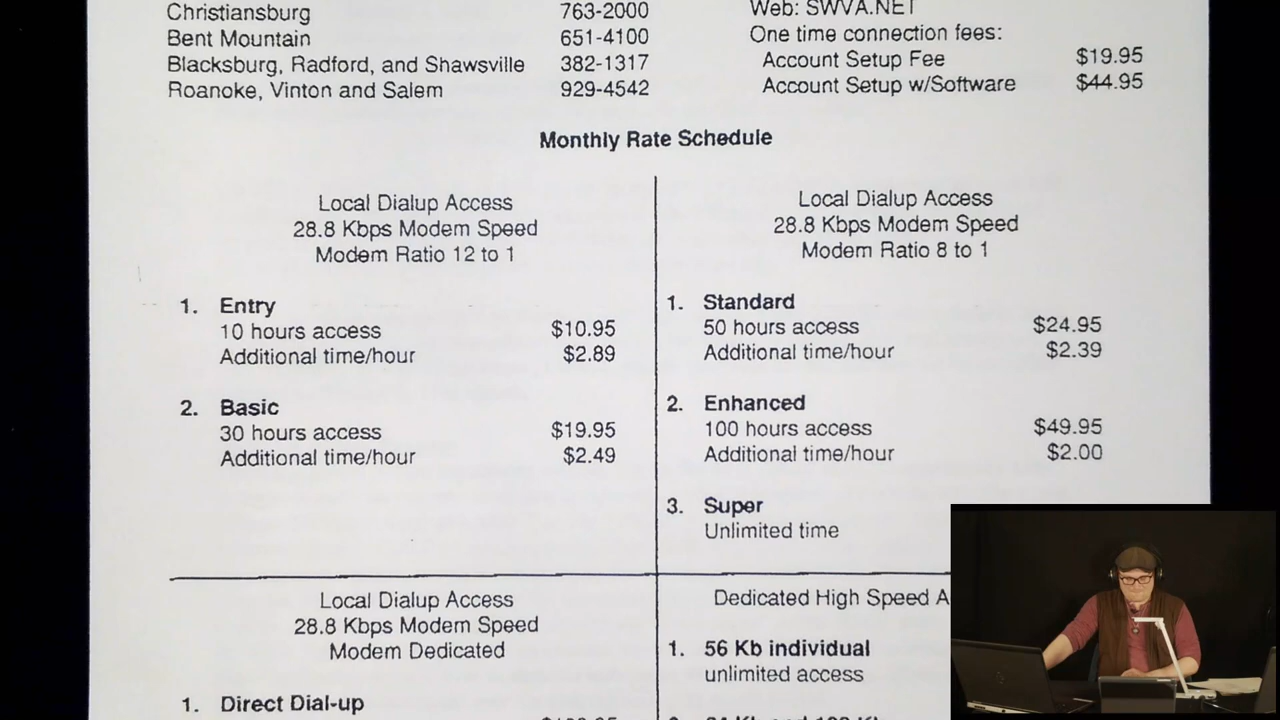 Christiansburg 763-2000
Bent Mountain 651-4100
Blacksburg, Radford, and Shawsville 382-1317
Roanoke, Vinton and Salem 929-4542
Web: SWVA.NET
One time connection fees:
Account Setup Fee $19.95
Account Setup w/Software $44.95
Monthly Rate Schedule
Local Dialup Access
28.8 Kbps Modem Speed
Modem Ratio 12 to 1
1. Entry
10 hours access $10.95
Additional time/hour $2.89
2. Basic
30 hours access $19.95
Additional time/hour $2.49
Local Dialup Access
28.8 Kbps Modem Speed
Modem Ratio 8 to 1
1. Standard
50 hours access $24.95
Additional time/hour $2.39
2. Enhanced
100 hours access $49.95
Additional time/hour $2.00
3. Super
Unlimited time
Local Dialup Access
28.8 Kbps Modem Speed
Modem Dedicated
1. Direct Dial-up
Dedicated High Speed A
1. 56 Kb individual
unlimited access